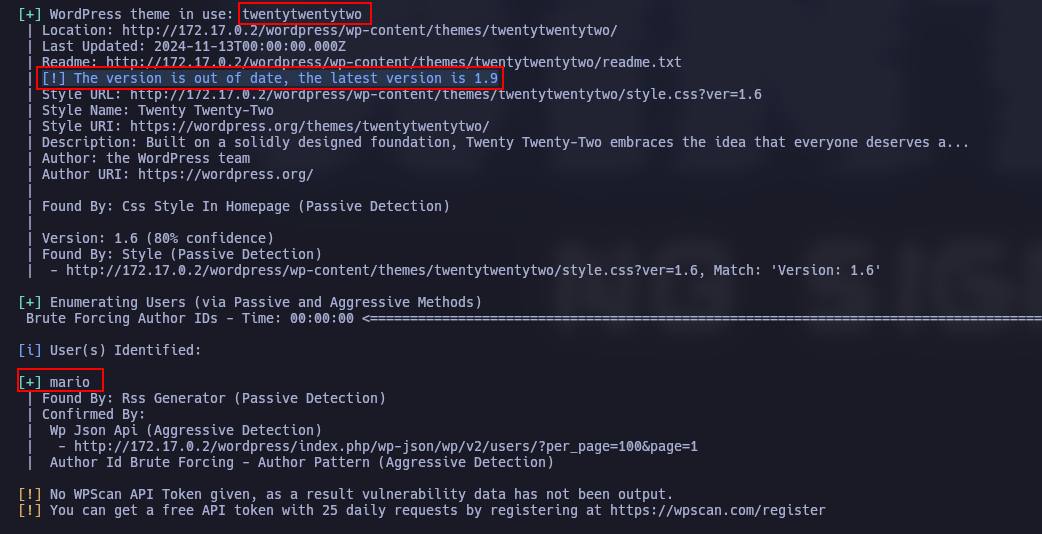 [+] WordPress theme in use: twentytwentytwo
| Location: http://172.17.0.2/wordpress/wp-content/themes/twentytwentytwo/
| Last Updated: 2024-11-13T00:00:00.000Z
| Readme: http://172.17.0.2/wordpress/wp-content/themes/twentytwentytwo/readme.txt
| [!] The version is out of date, the latest version is 1.9
| Style URL: http://172.17.0.2/wordpress/wp-content/themes/twentytwentytwo/style.css?ver=1.6
| Style Name: Twenty Twenty-Two
| Style URI: https://wordpress.org/themes/twentytwentytwo/
| Description: Built on a solidly designed foundation, Twenty Twenty-Two embraces the idea that everyone deserves a...
| Author: the WordPress team
| Author URI: https://wordpress.org/
|
| Found By: Css Style In Homepage (Passive Detection)
|
| Version: 1.6 (80% confidence)
| Found By: Style (Passive Detection)
|  - http://172.17.0.2/wordpress/wp-content/themes/twentytwentytwo/style.css?ver=1.6, Match: 'Version: 1.6'
[+] Enumerating Users (via Passive and Aggressive Methods)
Brute Forcing Author IDs - Time: 00:00:00 <=====================================================================================
[i] User(s) Identified:
[+] mario
| Found By: Rss Generator (Passive Detection)
| Confirmed By:
|  Wp Json Api (Aggressive Detection)
|   - http://172.17.0.2/wordpress/index.php/wp-json/wp/v2/users/?per_page=100&page=1
|  Author Id Brute Forcing - Author Pattern (Aggressive Detection)
[!] No WPScan API Token given, as a result vulnerability data has not been output.
[!] You can get a free API token with 25 daily requests by registering at https://wpscan.com/register